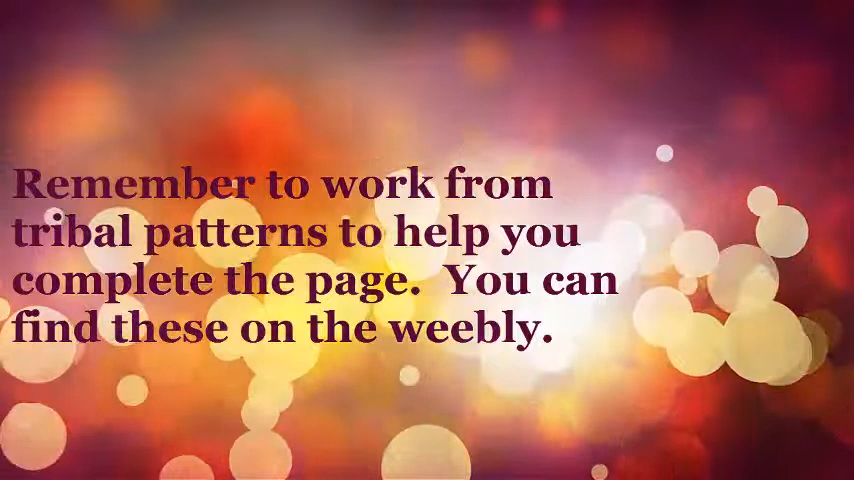 Remember to work from
tribal patterns to help you
complete the page.  You can
find these on the weebly.